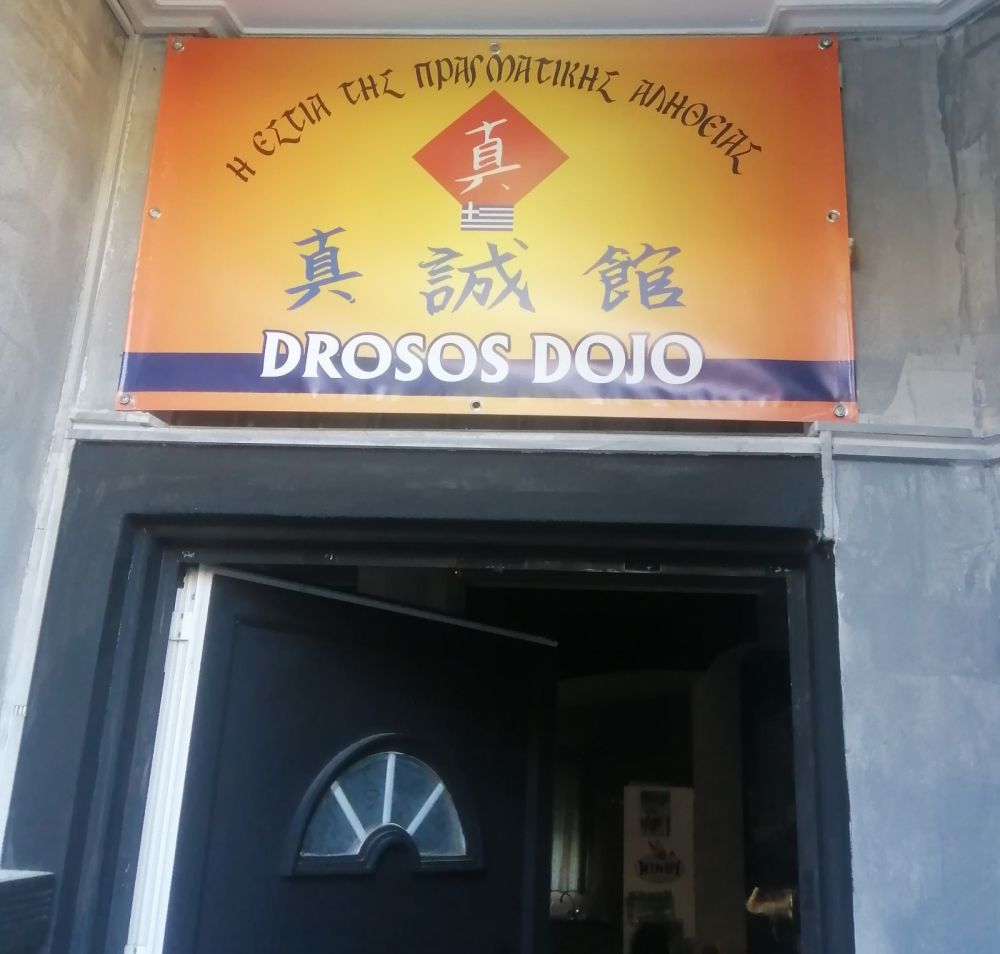 Η ΕΣΤΙΑ ΤΗΣ ΠΡΑΓΜΑΤΙΚΗΣ ΑΛΗΘΕΙΑΣ
真
真 誠 館
DROSOS DOJO